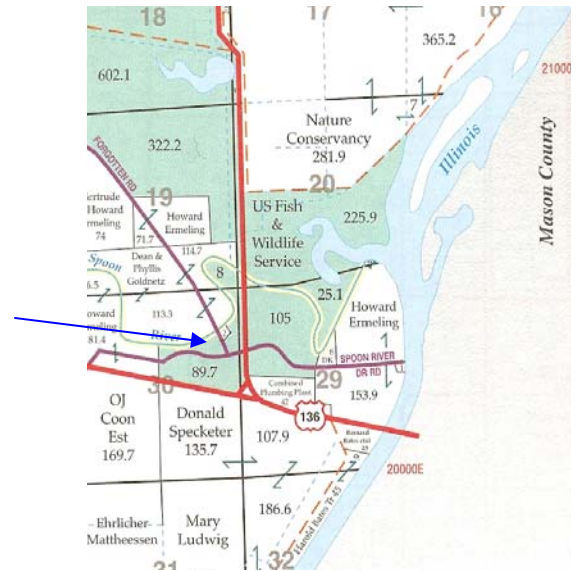 18
17
16
365.2
21000
602.1
7
Nature
Conservancy
281.9
Illinois
Mason County
322.2
FORGOTTEN RD
19
20
Gertrude
Howard
Ermeling
74
71.7
Howard
Ermeling
114.7
US Fish
&
Wildlife
Service
225.9
Dean &
Phyllis
Goldnetz
Spoon
8
6.5
25.1
Howard
Ermeling
81.4
113.3
River
105
Howard
Ermeling
8
DK
SPOON RIVER
DR RD
30
89.7
29
153.9
Combined
Plumbing Plans
47
136
OJ
Coon
Est
169.7
Donald
Specketer
135.7
107.9
20000E
Harold Bates Tr 45
186.6
Ehrlicher
Mattheessen
Mary
Ludwig
31
32